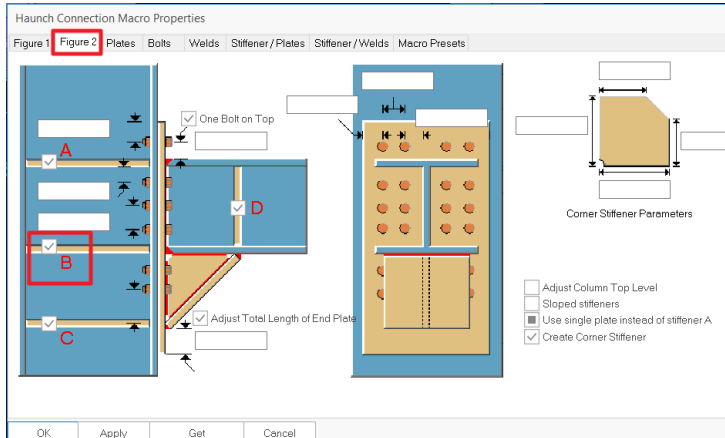 Haunch Connection Macro Properties
Figure 1 Figure 2 Plates Bolts Welds Stiffener/Plates Stiffener/Welds Macro Presets
One Bolt on Top
A
D
B
C
Adjust Total Length of End Plate
Corner Stiffener Parameters
Adjust Column Top Level
Sloped stiffeners
Use single plate instead of stiffener A
Create Corner Stiffener
OK Apply Get Cancel